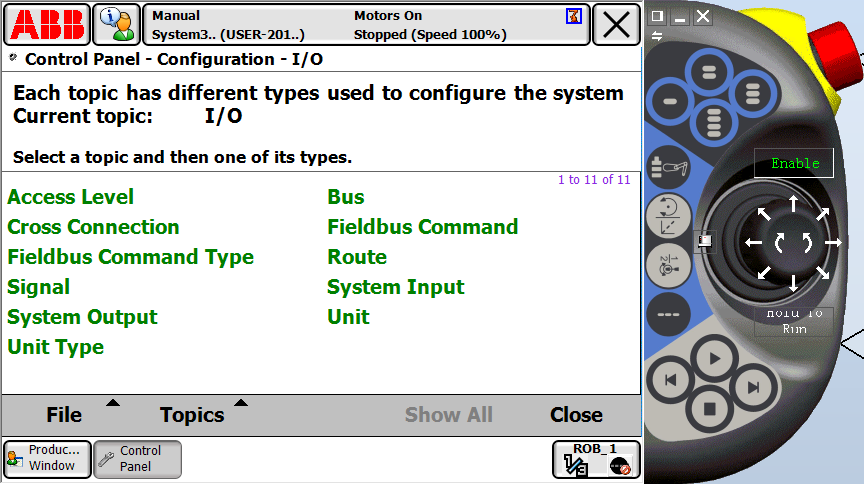 ABB
Manual
System3.. (USER-201..)
Motors On
Stopped (Speed 100%)
Control Panel - Configuration - I/O
Each topic has different types used to configure the system
Current topic: I/O
Select a topic and then one of its types.
1 to 11 of 11
Access Level
Bus
Cross Connection
Fieldbus Command
Fieldbus Command Type
Route
Signal
System Input
System Output
Unit
Unit Type
File
Topics
Show All
Close
Produc...
Window
Control
Panel
ROB_1
1/3
Enable
Hold To
Run